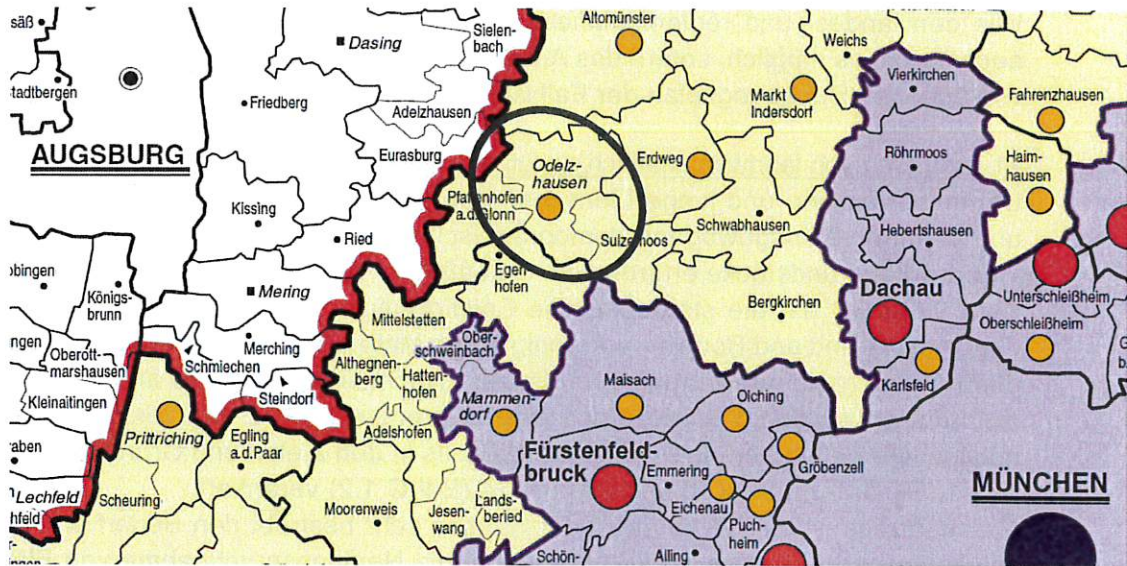 säß
Altomünster
Sielen-
bach
Dasing
Weichs
Vierkirchen
stadtbergen
Friedberg
Adelzhausen
Markt
Indersdorf
Fahrenzhausen
AUGSBURG
Eurasburg
Odelz-
hausen
Erdweg
Röhrmoos
Haim-
hausen
Pfaffenhofen
a.d.Glonn
Kissing
Schwabhausen
Ried
Sulzemoos
Hebertshausen
obingen
Egen
hofen
Königs-
brunn
Mering
Bergkirchen
Dachau
Unterschleißheim
Mittelstetten
Ober-
schweinbach
Oberschleißheim
ngen
Oberott-
marshausen
Merching
Schmiechen
Althegnen-
berg
Hatten-
hofen
Maisach
Karlsfeld
G
b.
Kleinaitingen
Steindorf
Mammen-
dorf
Olching
Prittriching
Egling
a.d.Paar
Adelshofen
Fürstenfeld-
bruck
Gröbenzell
raben
Emmering
MÜNCHEN
Lechfeld
hfeld
Scheuring
Moorenweis
Jesen-
wang
Lands-
beried
Eichenau
Puch-
heim
Schön-
Alling
ingen